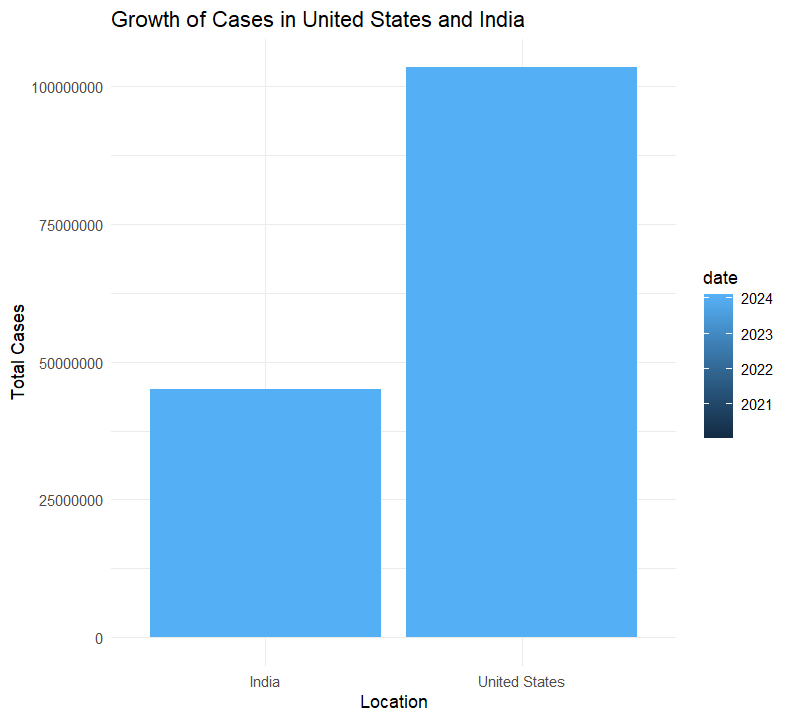 Growth of Cases in United States and India
Total Cases
100000000
75000000
50000000
25000000
0
India
United States
Location
date
2024
2023
2022
2021